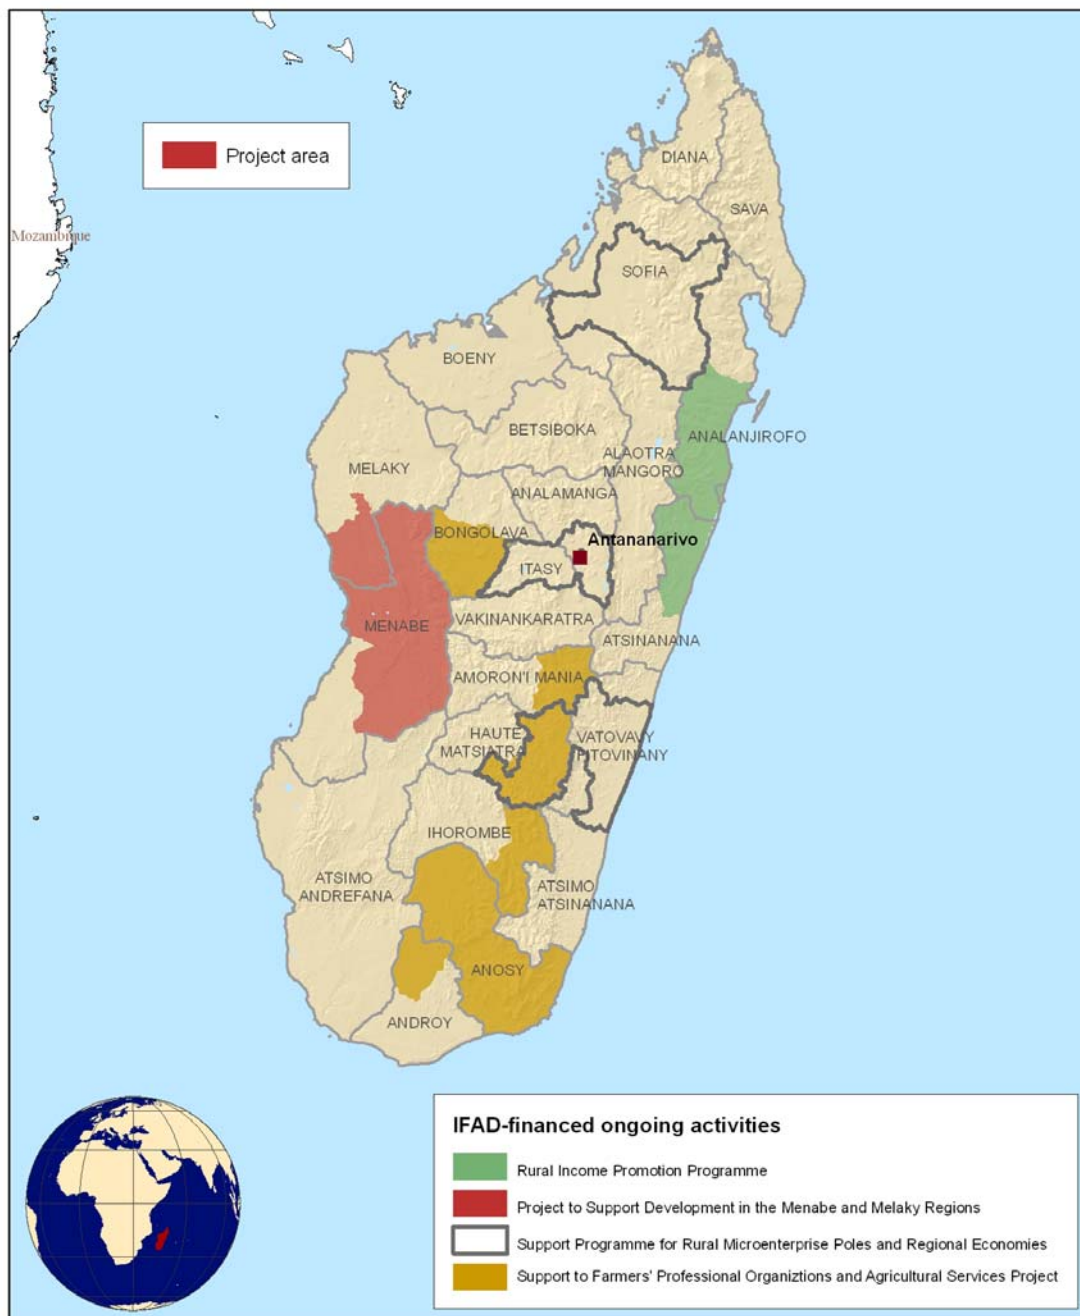 Project area
DIANA
SAVA
Mozambique
SOFIA
BOENY
BETSIBOKA
ANALANJIROFO
ALAOTRA
MANGORO
MELAKY
ANALAMANGA
BONGOLAVA
Antananarivo
ITASY
VAKINANKARATRA
MENABE
ATSINANANA
AMORON'I MANIA
HAUTE
MATSIATRA
VATOVAVY
FITOVINANY
IHOROMBE
ATSIMO
ANDREFANA
ATSIMO
ATSINANANA
ANOSY
ANDROY
IFAD-financed ongoing activities
Rural Income Promotion Programme
Project to Support Development in the Menabe and Melaky Regions
Support Programme for Rural Microenterprise Poles and Regional Economies
Support to Farmers' Professional Organiztions and Agricultural Services Project